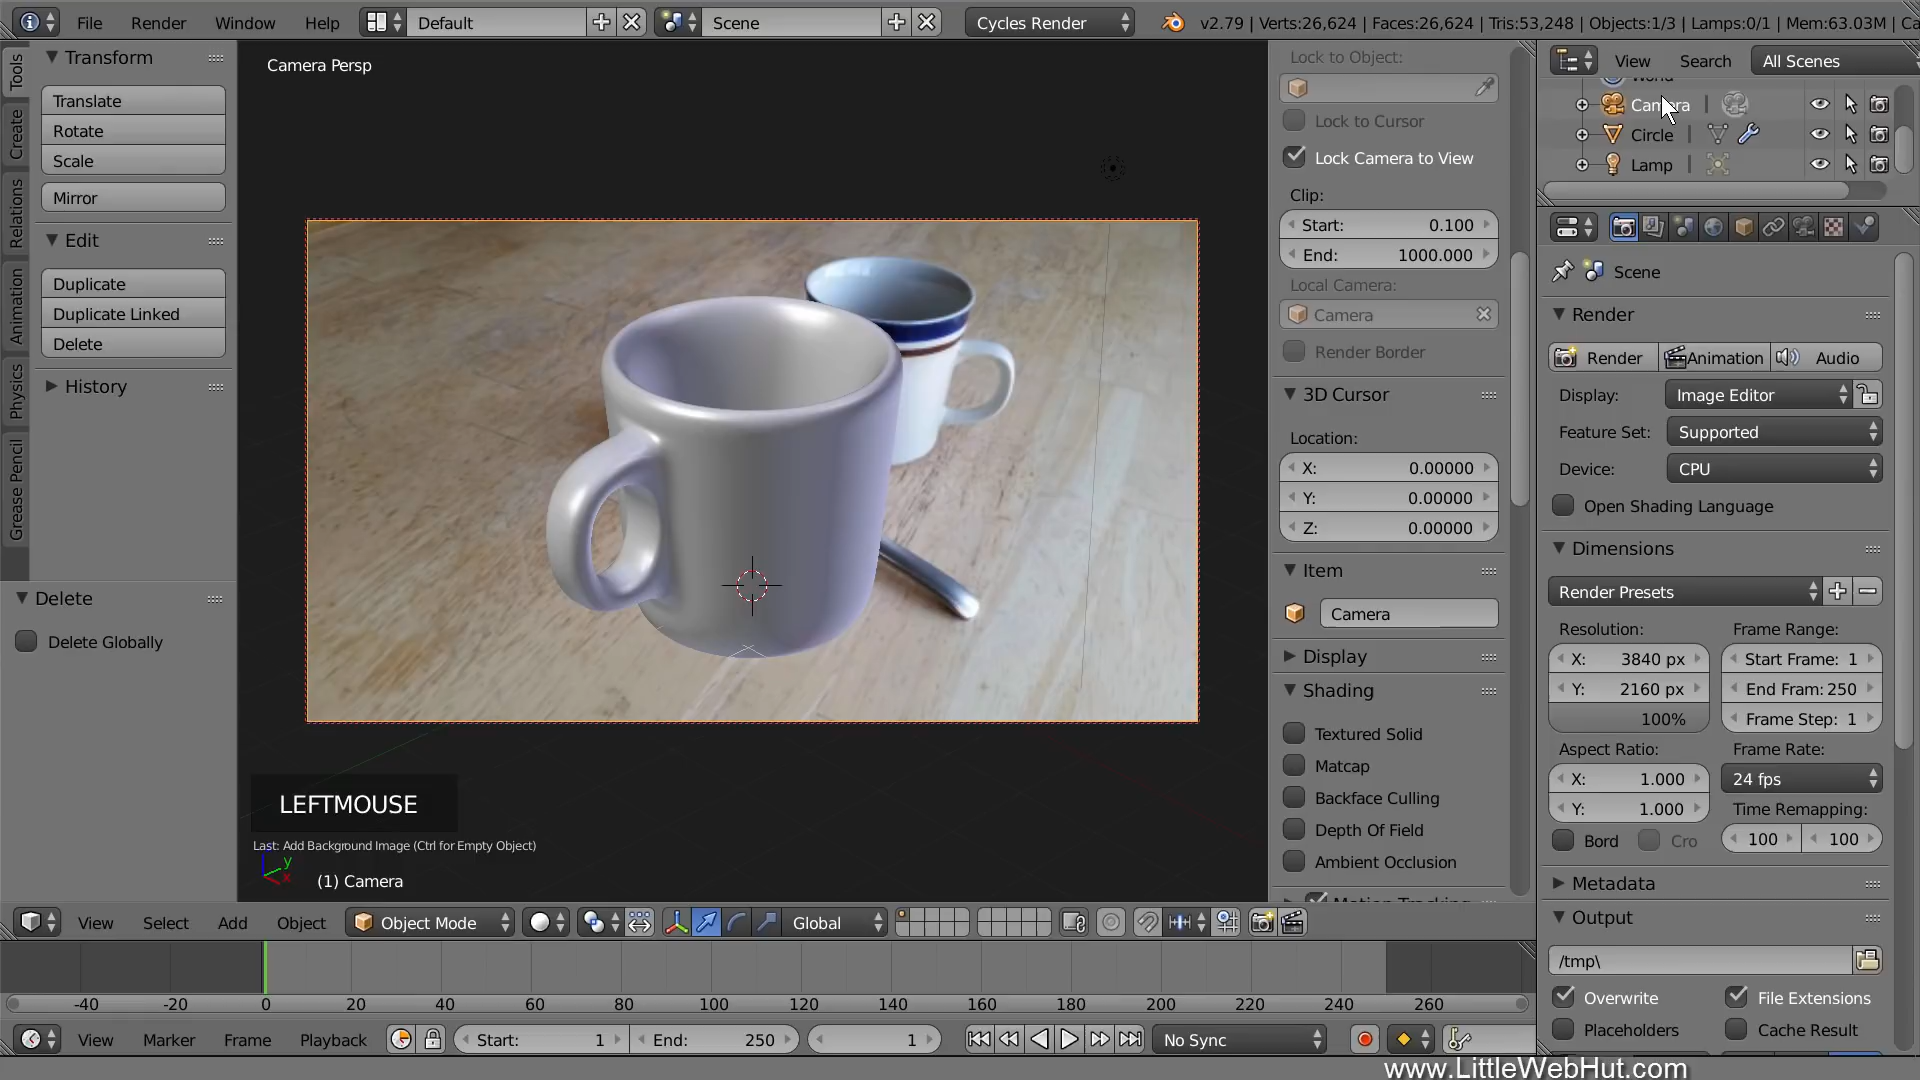 File Render Window Help Default Scene Cycles Render v2.79 | Verts:26,624 | Faces:26,624 | Tris:53,248 | Objects:1/3 | Lamps:0/1 | Mem:63.03M | Ca
Tools
Create
Relations
Animation
Physics
Grease Pencil
Transform
Translate
Rotate
Scale
Mirror
Edit
Duplicate
Duplicate Linked
Delete
History
Delete
Delete Globally
Camera Persp
LEFTMOUSE
Last: Add Background Image (Ctrl for Empty Object)
z y
x
(1) Camera
Lock to Object:
Lock to Cursor
Lock Camera to View
Clip:
Start: 0.100
End: 1000.000
Local Camera:
Camera
Render Border
3D Cursor
Location:
X: 0.00000
Y: 0.00000
Z: 0.00000
Item
Camera
Display
Shading
Textured Solid
Matcap
Backface Culling
Depth Of Field
Ambient Occlusion
Motion Tracking
View Search All Scenes
World
Camera
Circle
Lamp
Scene
Render
Render Animation Audio
Display: Image Editor
Feature Set: Supported
Device: CPU
Open Shading Language
Dimensions
Render Presets
Resolution: Frame Range:
X: 3840 px Start Frame: 1
Y: 2160 px End Fram: 250
100% Frame Step: 1
Aspect Ratio: Frame Rate:
X: 1.000 24 fps
Y: 1.000 Time Remapping:
Bord Cro 100 100
Metadata
Output
/tmp\
Overwrite File Extensions
Placeholders Cache Result
View Select Add Object Object Mode Global
-40 -20 0 20 40 60 80 100 120 140 160 180 200 220 240 260
View Marker Frame Playback Start: 1 End: 250 1 No Sync
www.LittleWebHut.com